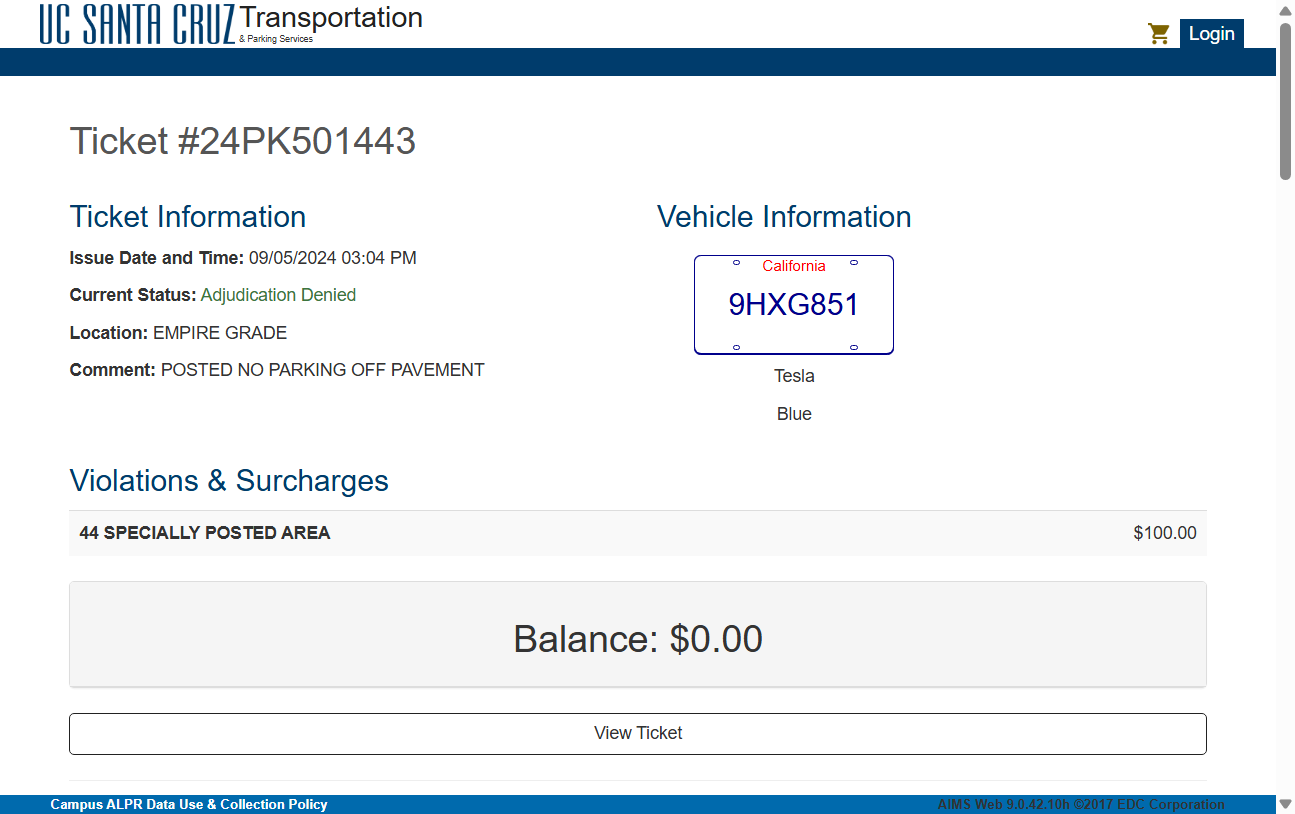 UC SANTA CRUZ Transportation
& Parking Services
Login
Ticket #24PK501443
Ticket Information
Issue Date and Time: 09/05/2024 03:04 PM
Current Status: Adjudication Denied
Location: EMPIRE GRADE
Comment: POSTED NO PARKING OFF PAVEMENT
Vehicle Information
California
9HXG851
Tesla
Blue
Violations & Surcharges
44 SPECIALLY POSTED AREA $100.00
Balance: $0.00
View Ticket
Campus ALPR Data Use & Collection Policy
AIMS Web 9.0.42.10h ©2017 EDC Corporation